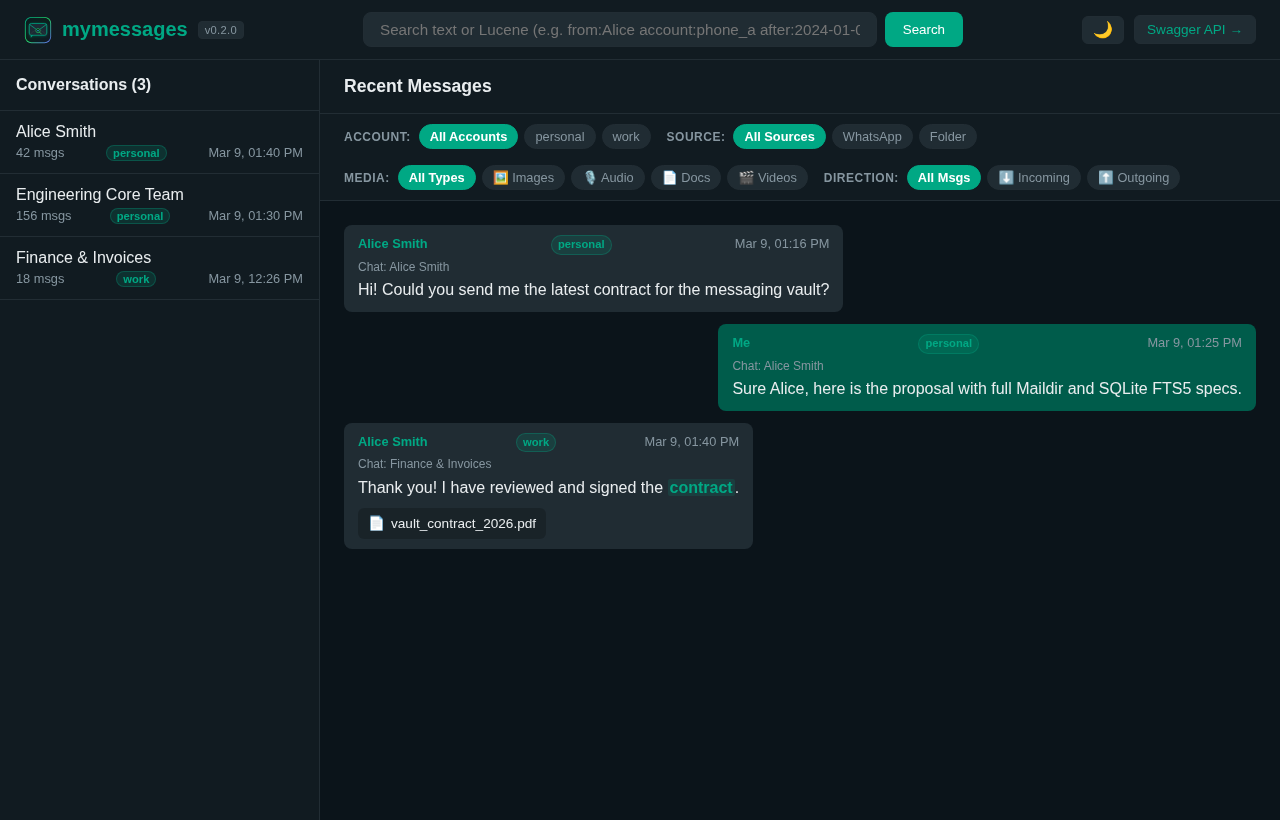 mymessages v0.2.0
Search text or Lucene (e.g. from:Alice account:phone_a after:2024-01-0
Search
Swagger API →
Conversations (3)
Alice Smith
42 msgs personal Mar 9, 01:40 PM
Engineering Core Team
156 msgs personal Mar 9, 01:30 PM
Finance & Invoices
18 msgs work Mar 9, 12:26 PM
Recent Messages
ACCOUNT: All Accounts personal work SOURCE: All Sources WhatsApp Folder
MEDIA: All Types Images Audio Docs Videos DIRECTION: All Msgs Incoming Outgoing
Alice Smith personal Mar 9, 01:16 PM
Chat: Alice Smith
Hi! Could you send me the latest contract for the messaging vault?
Me personal Mar 9, 01:25 PM
Chat: Alice Smith
Sure Alice, here is the proposal with full Maildir and SQLite FTS5 specs.
Alice Smith work Mar 9, 01:40 PM
Chat: Finance & Invoices
Thank you! I have reviewed and signed the contract.
vault_contract_2026.pdf